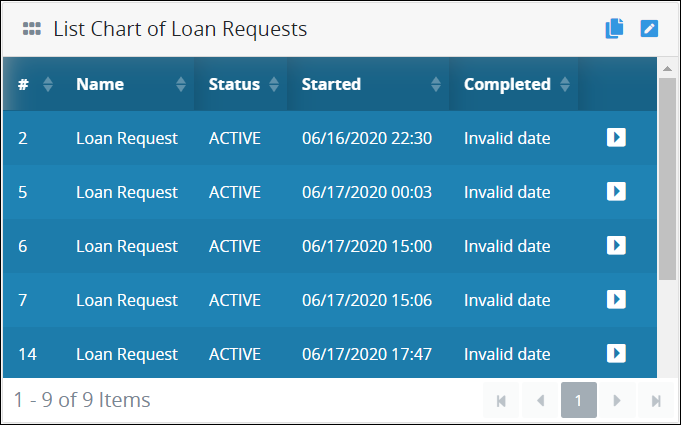 List Chart of Loan Requests
# Name Status Started Completed
2 Loan Request ACTIVE 06/16/2020 22:30 Invalid date
5 Loan Request ACTIVE 06/17/2020 00:03 Invalid date
6 Loan Request ACTIVE 06/17/2020 15:00 Invalid date
7 Loan Request ACTIVE 06/17/2020 15:06 Invalid date
14 Loan Request ACTIVE 06/17/2020 17:47 Invalid date
1 - 9 of 9 Items 1